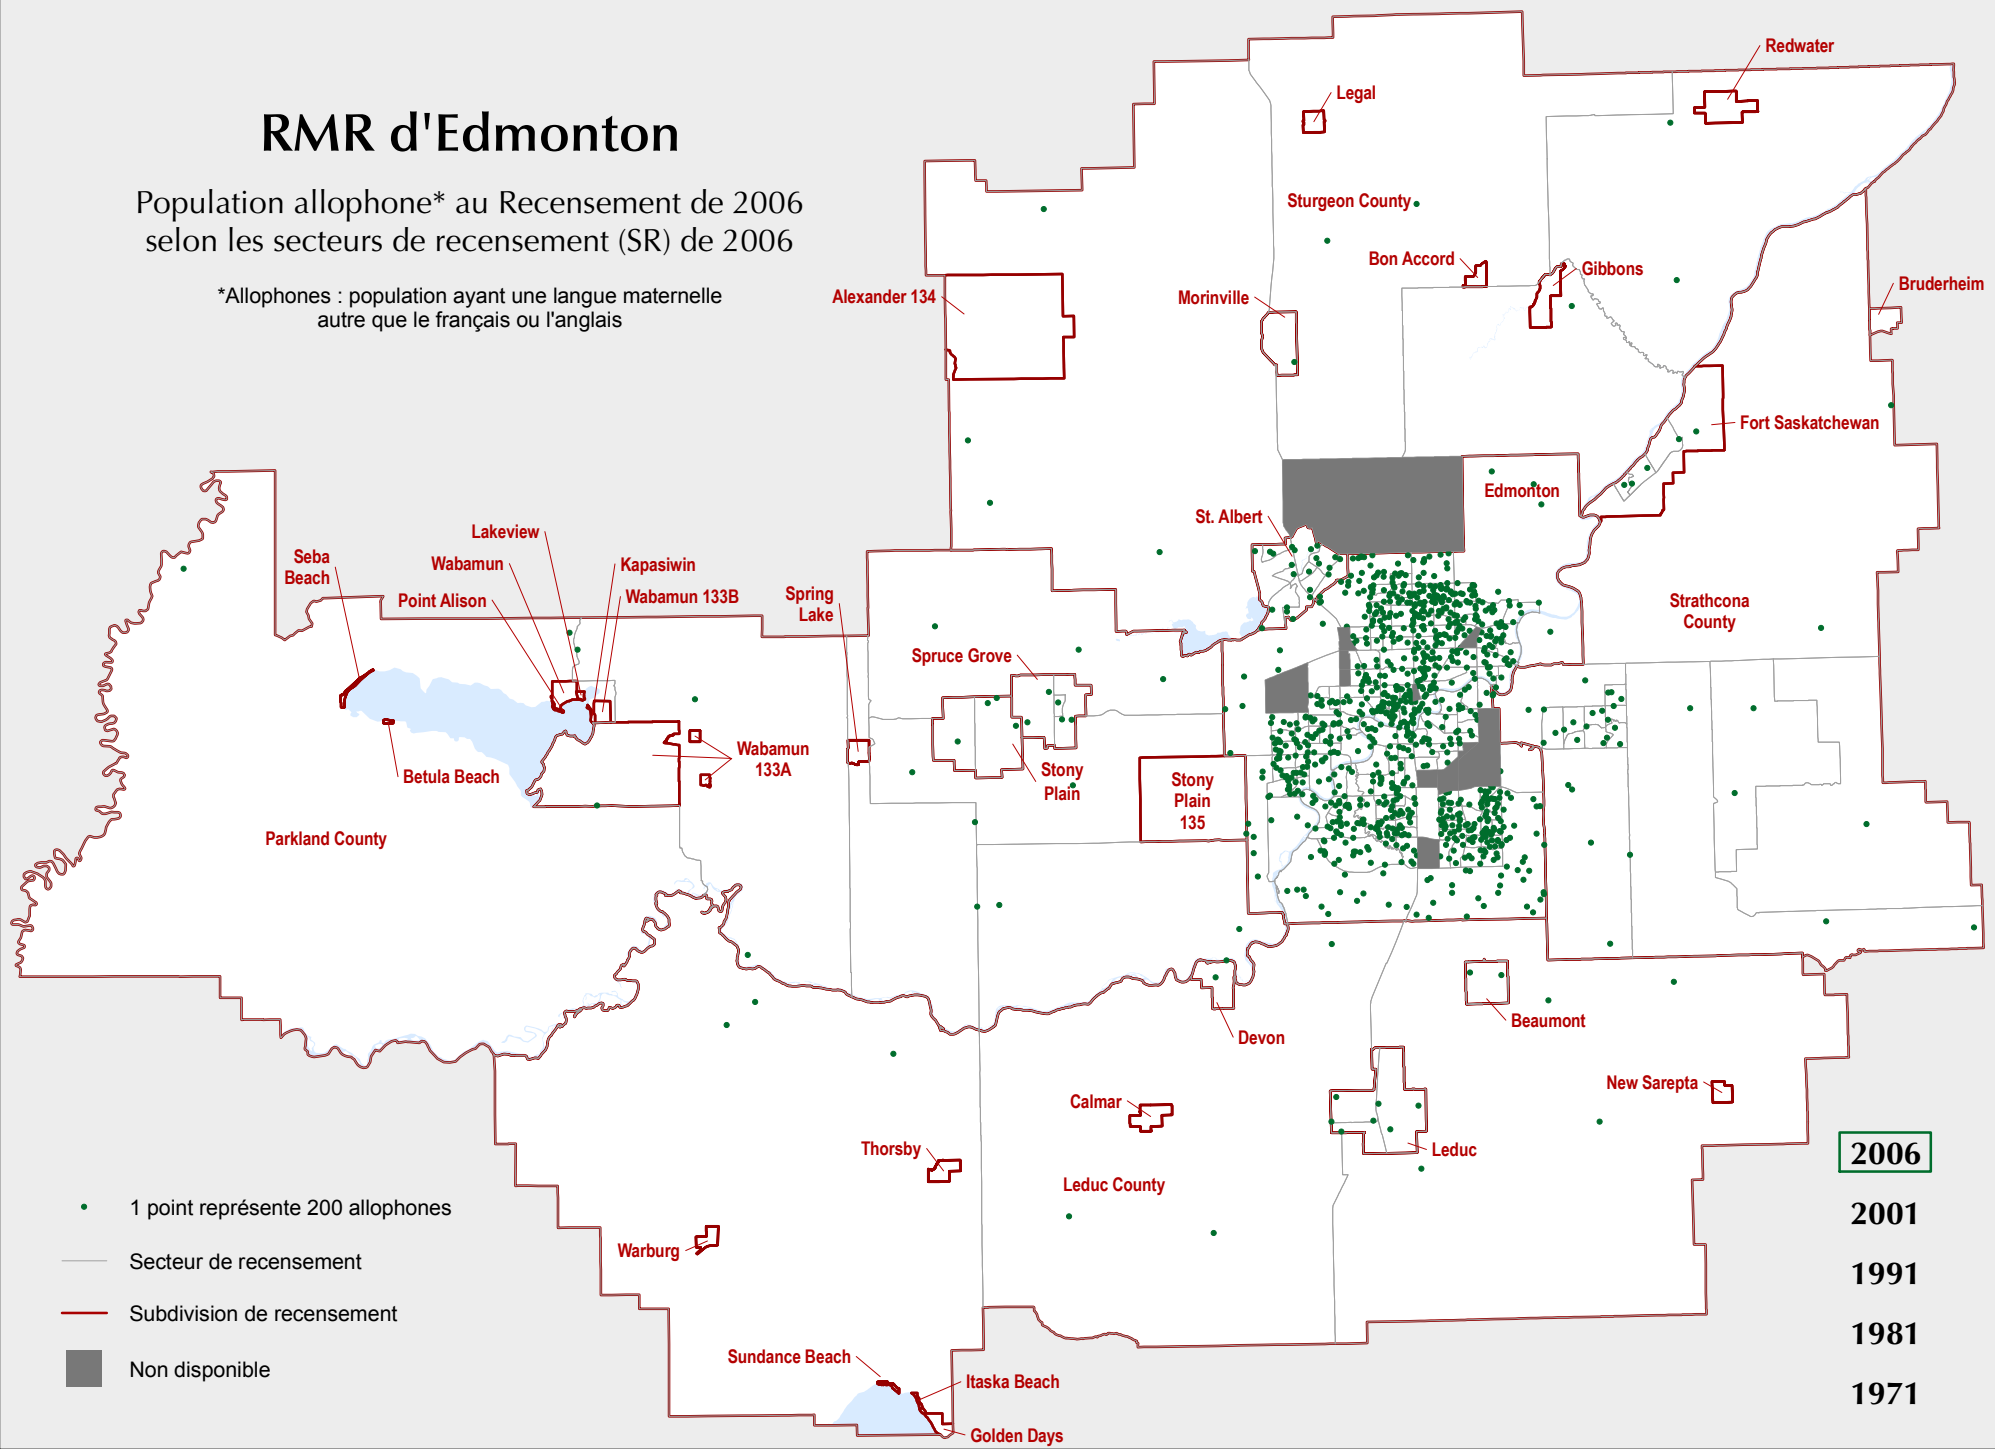 RMR d'Edmonton
Population allophone* au Recensement de 2006
selon les secteurs de recensement (SR) de 2006
*Allophones : population ayant une langue maternelle
autre que le français ou l'anglais
Redwater
Legal
Sturgeon County
Bon Accord
Gibbons
Bruderheim
Alexander 134
Morinville
Fort Saskatchewan
Edmonton
St. Albert
Lakeview
Seba
Beach
Wabamun
Kapasiwin
Point Alison
Wabamun 133B
Spring
Lake
Strathcona
County
Spruce Grove
Wabamun
133A
Betula Beach
Stony
Plain
Stony
Plain
135
Parkland County
Devon
Beaumont
New Sarepta
Calmar
Thorsby
Leduc
Leduc County
Warburg
Sundance Beach
Itaska Beach
Golden Days
1 point représente 200 allophones
Secteur de recensement
Subdivision de recensement
Non disponible
2006
2001
1991
1981
1971